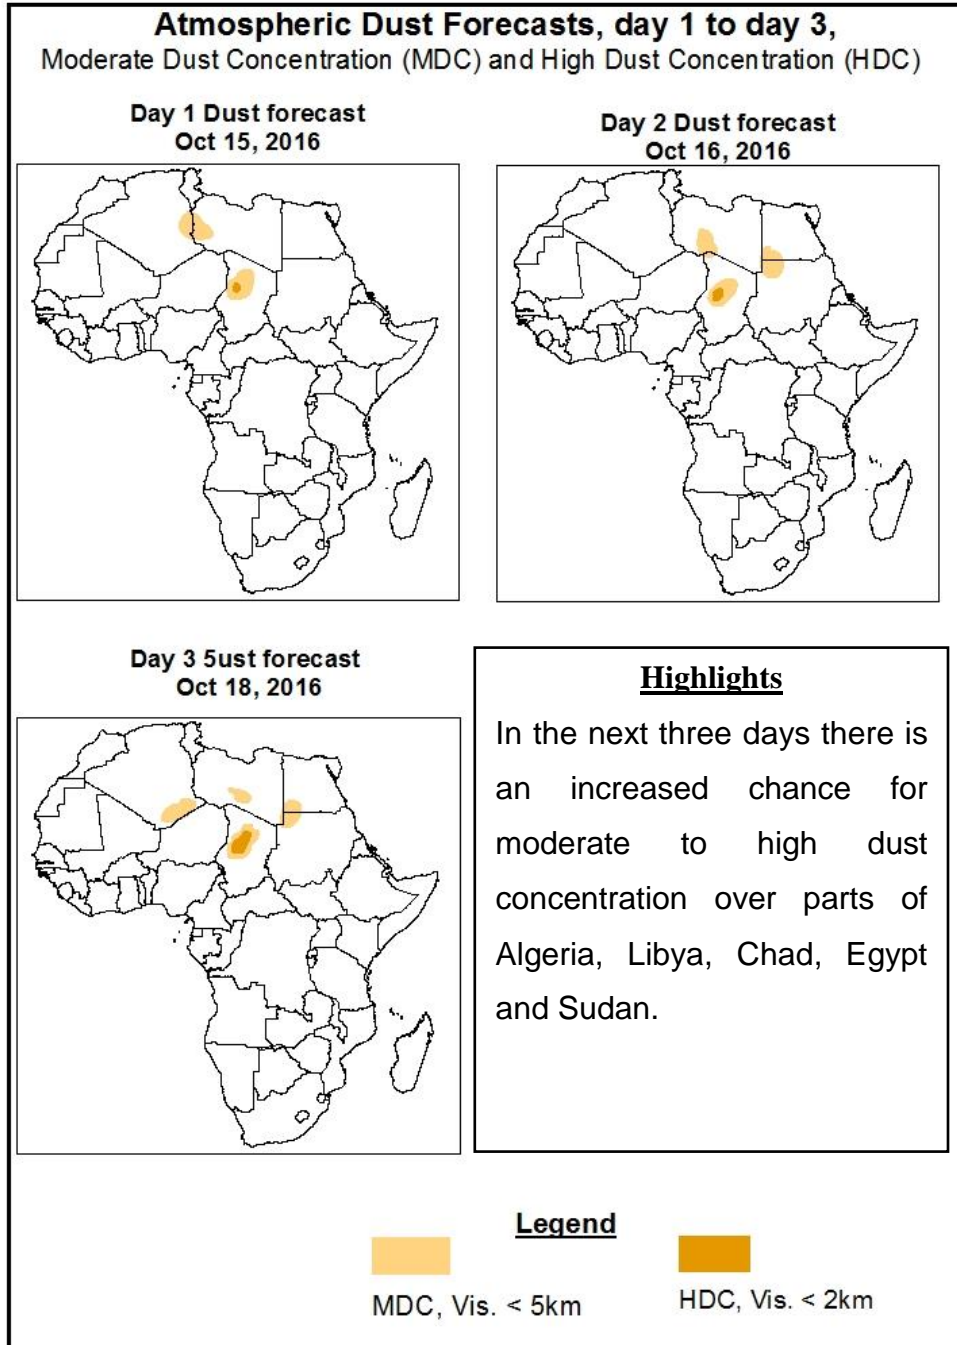 Atmospheric Dust Forecasts, day 1 to day 3,
Moderate Dust Concentration (MDC) and High Dust Concentration (HDC)
Day 1 Dust forecast
Oct 15, 2016
Day 2 Dust forecast
Oct 16, 2016
Day 3 5ust forecast
Oct 18, 2016
Highlights
In the next three days there is
an increased chance for
moderate to high dust
concentration over parts of
Algeria, Libya, Chad, Egypt
and Sudan.
Legend
MDC, Vis. < 5km
HDC, Vis. < 2km